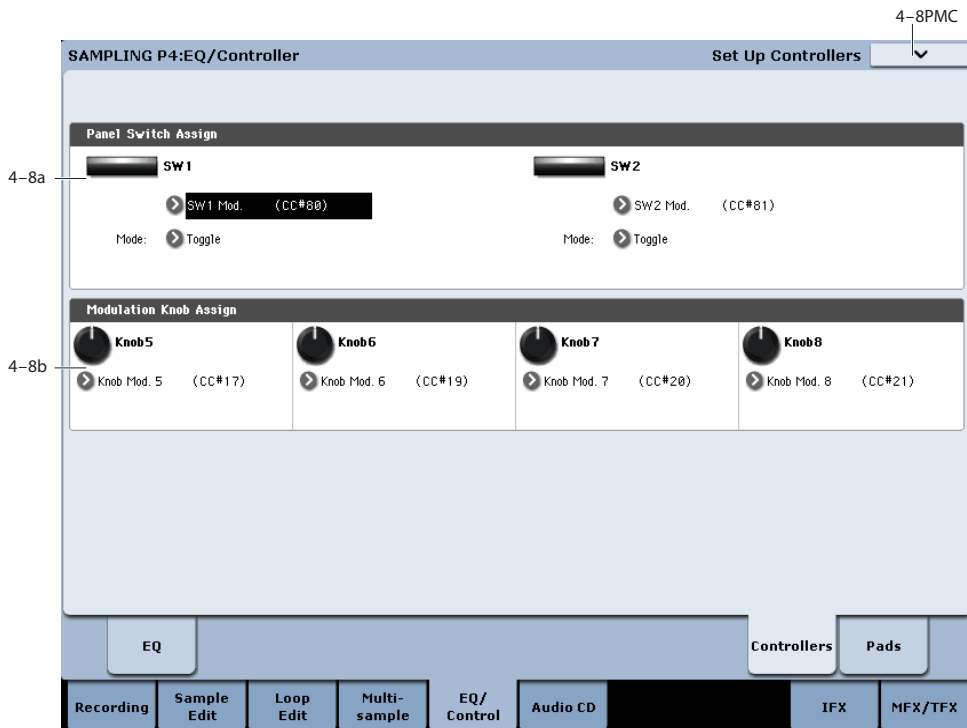 4–8PMC
SAMPLING P4:EQ/Controller Set Up Controllers
Panel Switch Assign
4–8a
SW1 SW2
SW1 Mod. (CC#80) SW2 Mod. (CC#81)
Mode: Toggle Mode: Toggle
Modulation Knob Assign
Knob5 Knob6 Knob7 Knob8
4–8b
Knob Mod. 5 (CC#17) Knob Mod. 6 (CC#19) Knob Mod. 7 (CC#20) Knob Mod. 8 (CC#21)
EQ Controllers Pads
Recording Sample Edit Loop Edit Multi-sample EQ/Control Audio CD IFX MFX/TFX